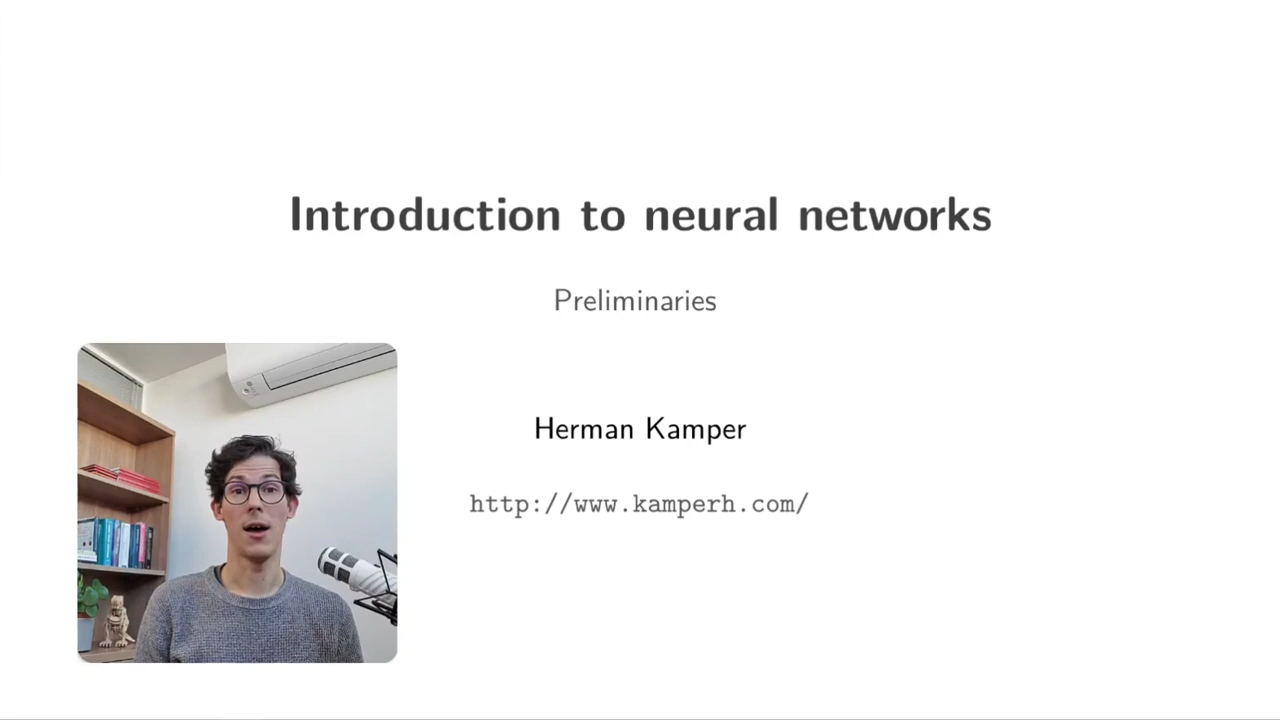 Introduction to neural networks
Preliminaries
Herman Kamper
http://www.kamperh.com/